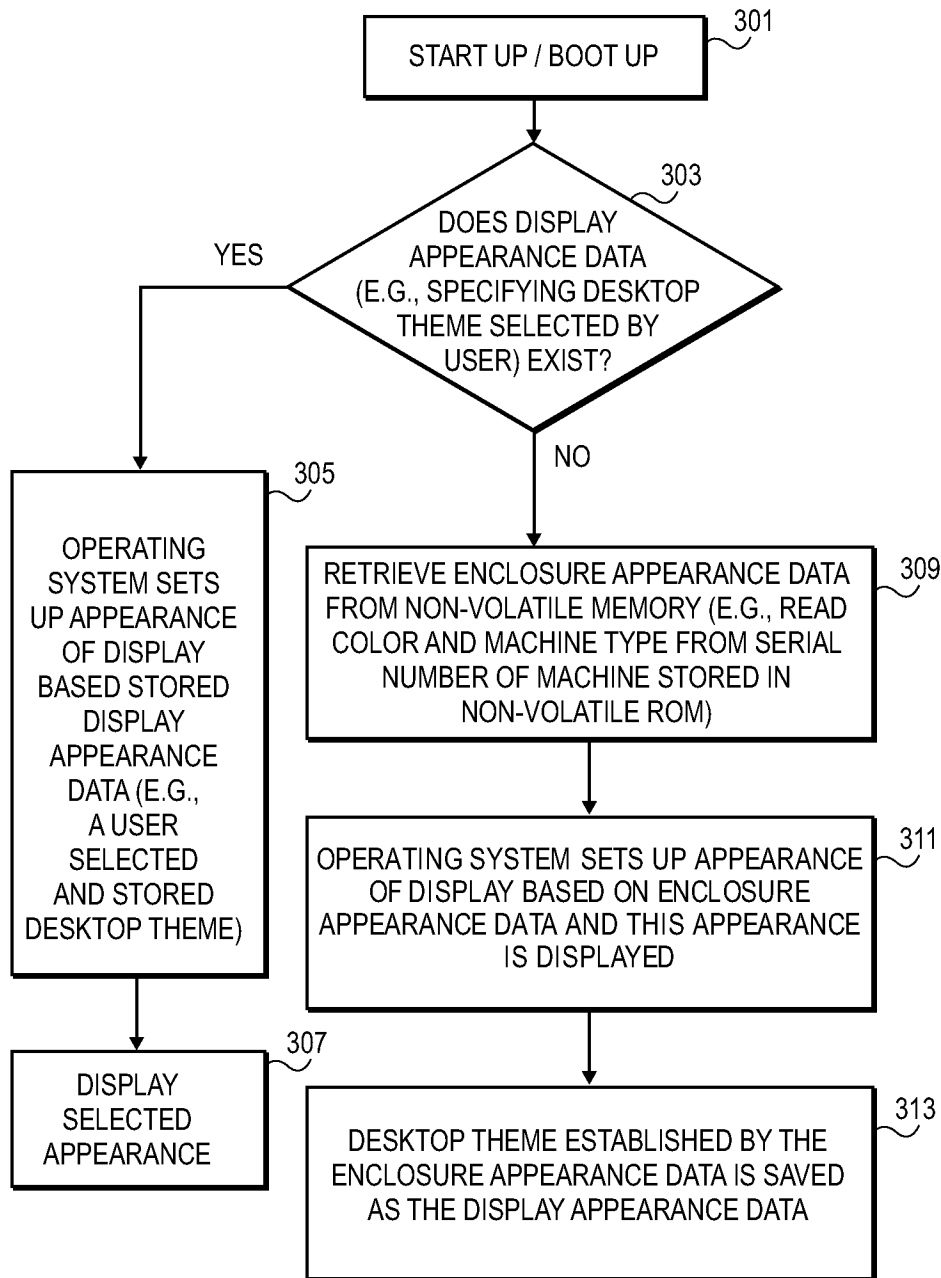 301
START UP / BOOT UP
303
DOES DISPLAY
APPEARANCE DATA
(E.G., SPECIFYING DESKTOP
THEME SELECTED BY
USER) EXIST?
YES
NO
305
OPERATING
SYSTEM SETS
UP APPEARANCE
OF DISPLAY
BASED STORED
DISPLAY
APPEARANCE
DATA (E.G.,
A USER
SELECTED
AND STORED
DESKTOP THEME)
307
DISPLAY
SELECTED
APPEARANCE
309
RETRIEVE ENCLOSURE APPEARANCE DATA
FROM NON-VOLATILE MEMORY (E.G., READ
COLOR AND MACHINE TYPE FROM SERIAL
NUMBER OF MACHINE STORED IN
NON-VOLATILE ROM)
311
OPERATING SYSTEM SETS UP APPEARANCE
OF DISPLAY BASED ON ENCLOSURE
APPEARANCE DATA AND THIS APPEARANCE
IS DISPLAYED
313
DESKTOP THEME ESTABLISHED BY THE
ENCLOSURE APPEARANCE DATA IS SAVED
AS THE DISPLAY APPEARANCE DATA